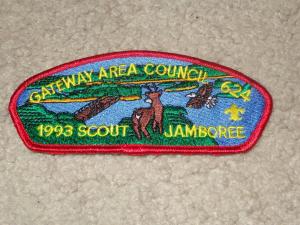 GATEWAY AREA COUNCIL 624
1993 SCOUT JAMBOREE